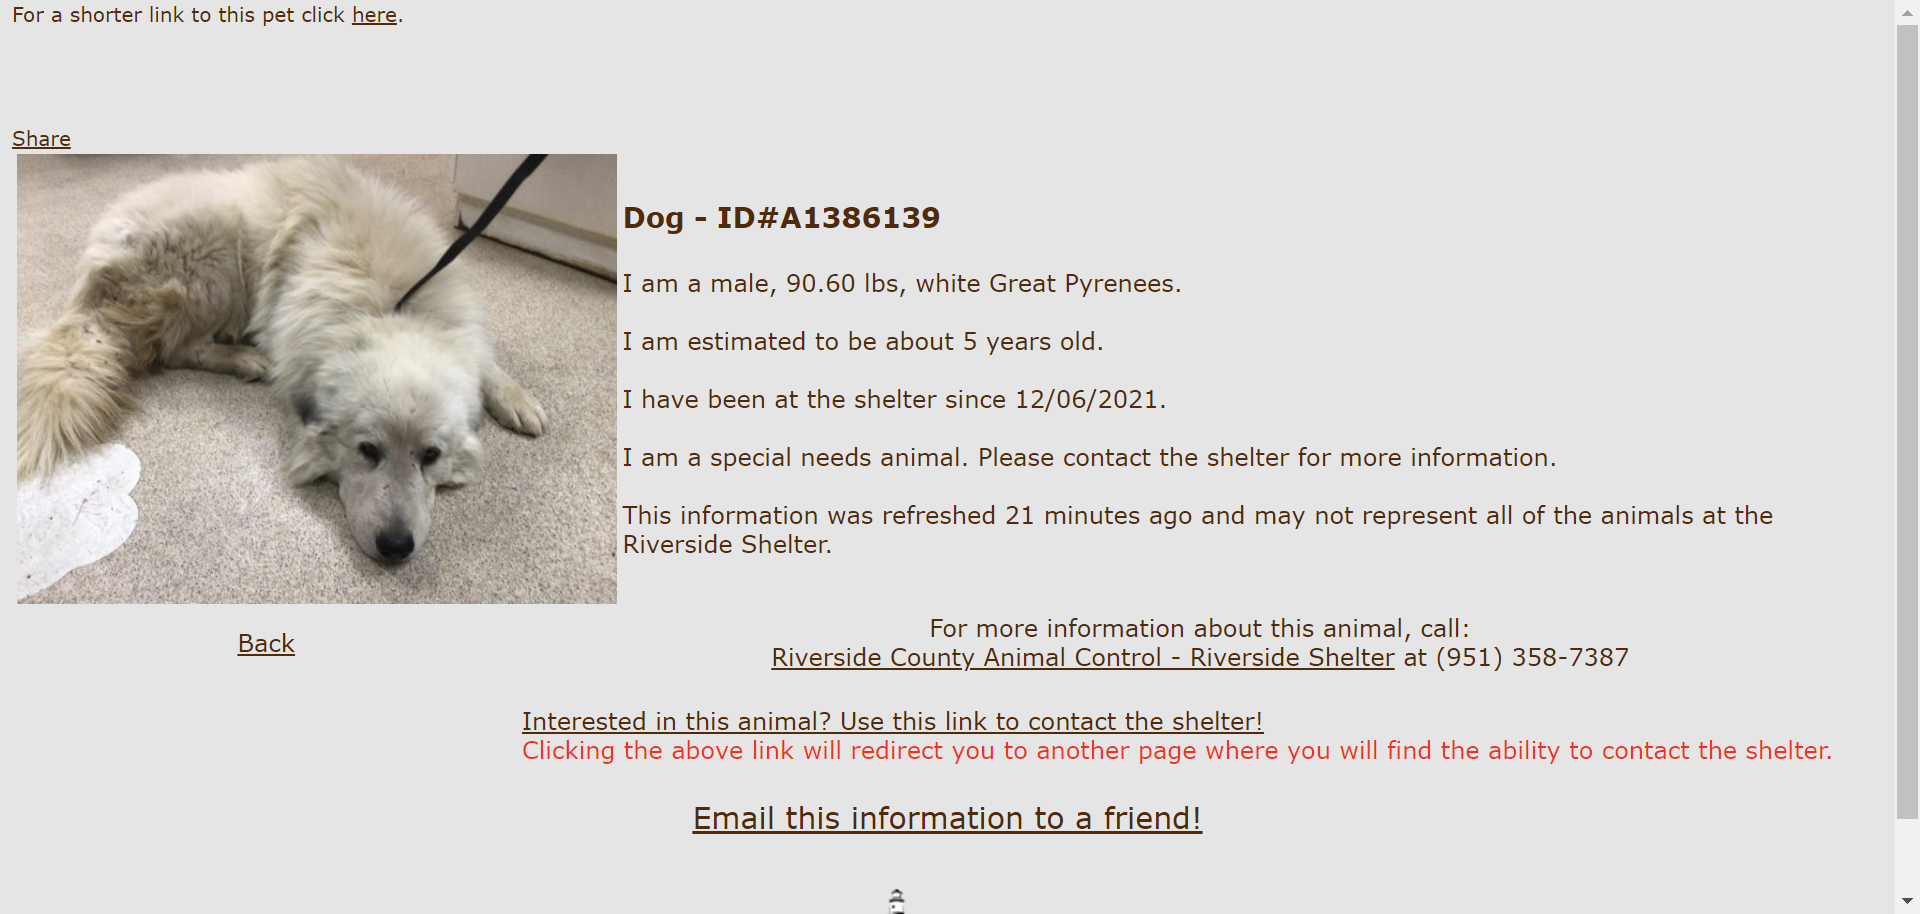 For a shorter link to this pet click here.
Share
Dog - ID#A1386139
I am a male, 90.60 lbs, white Great Pyrenees.
I am estimated to be about 5 years old.
I have been at the shelter since 12/06/2021.
I am a special needs animal. Please contact the shelter for more information.
This information was refreshed 21 minutes ago and may not represent all of the animals at the
Riverside Shelter.
Back
For more information about this animal, call:
Riverside County Animal Control - Riverside Shelter at (951) 358-7387
Interested in this animal? Use this link to contact the shelter!
Clicking the above link will redirect you to another page where you will find the ability to contact the shelter.
Email this information to a friend!